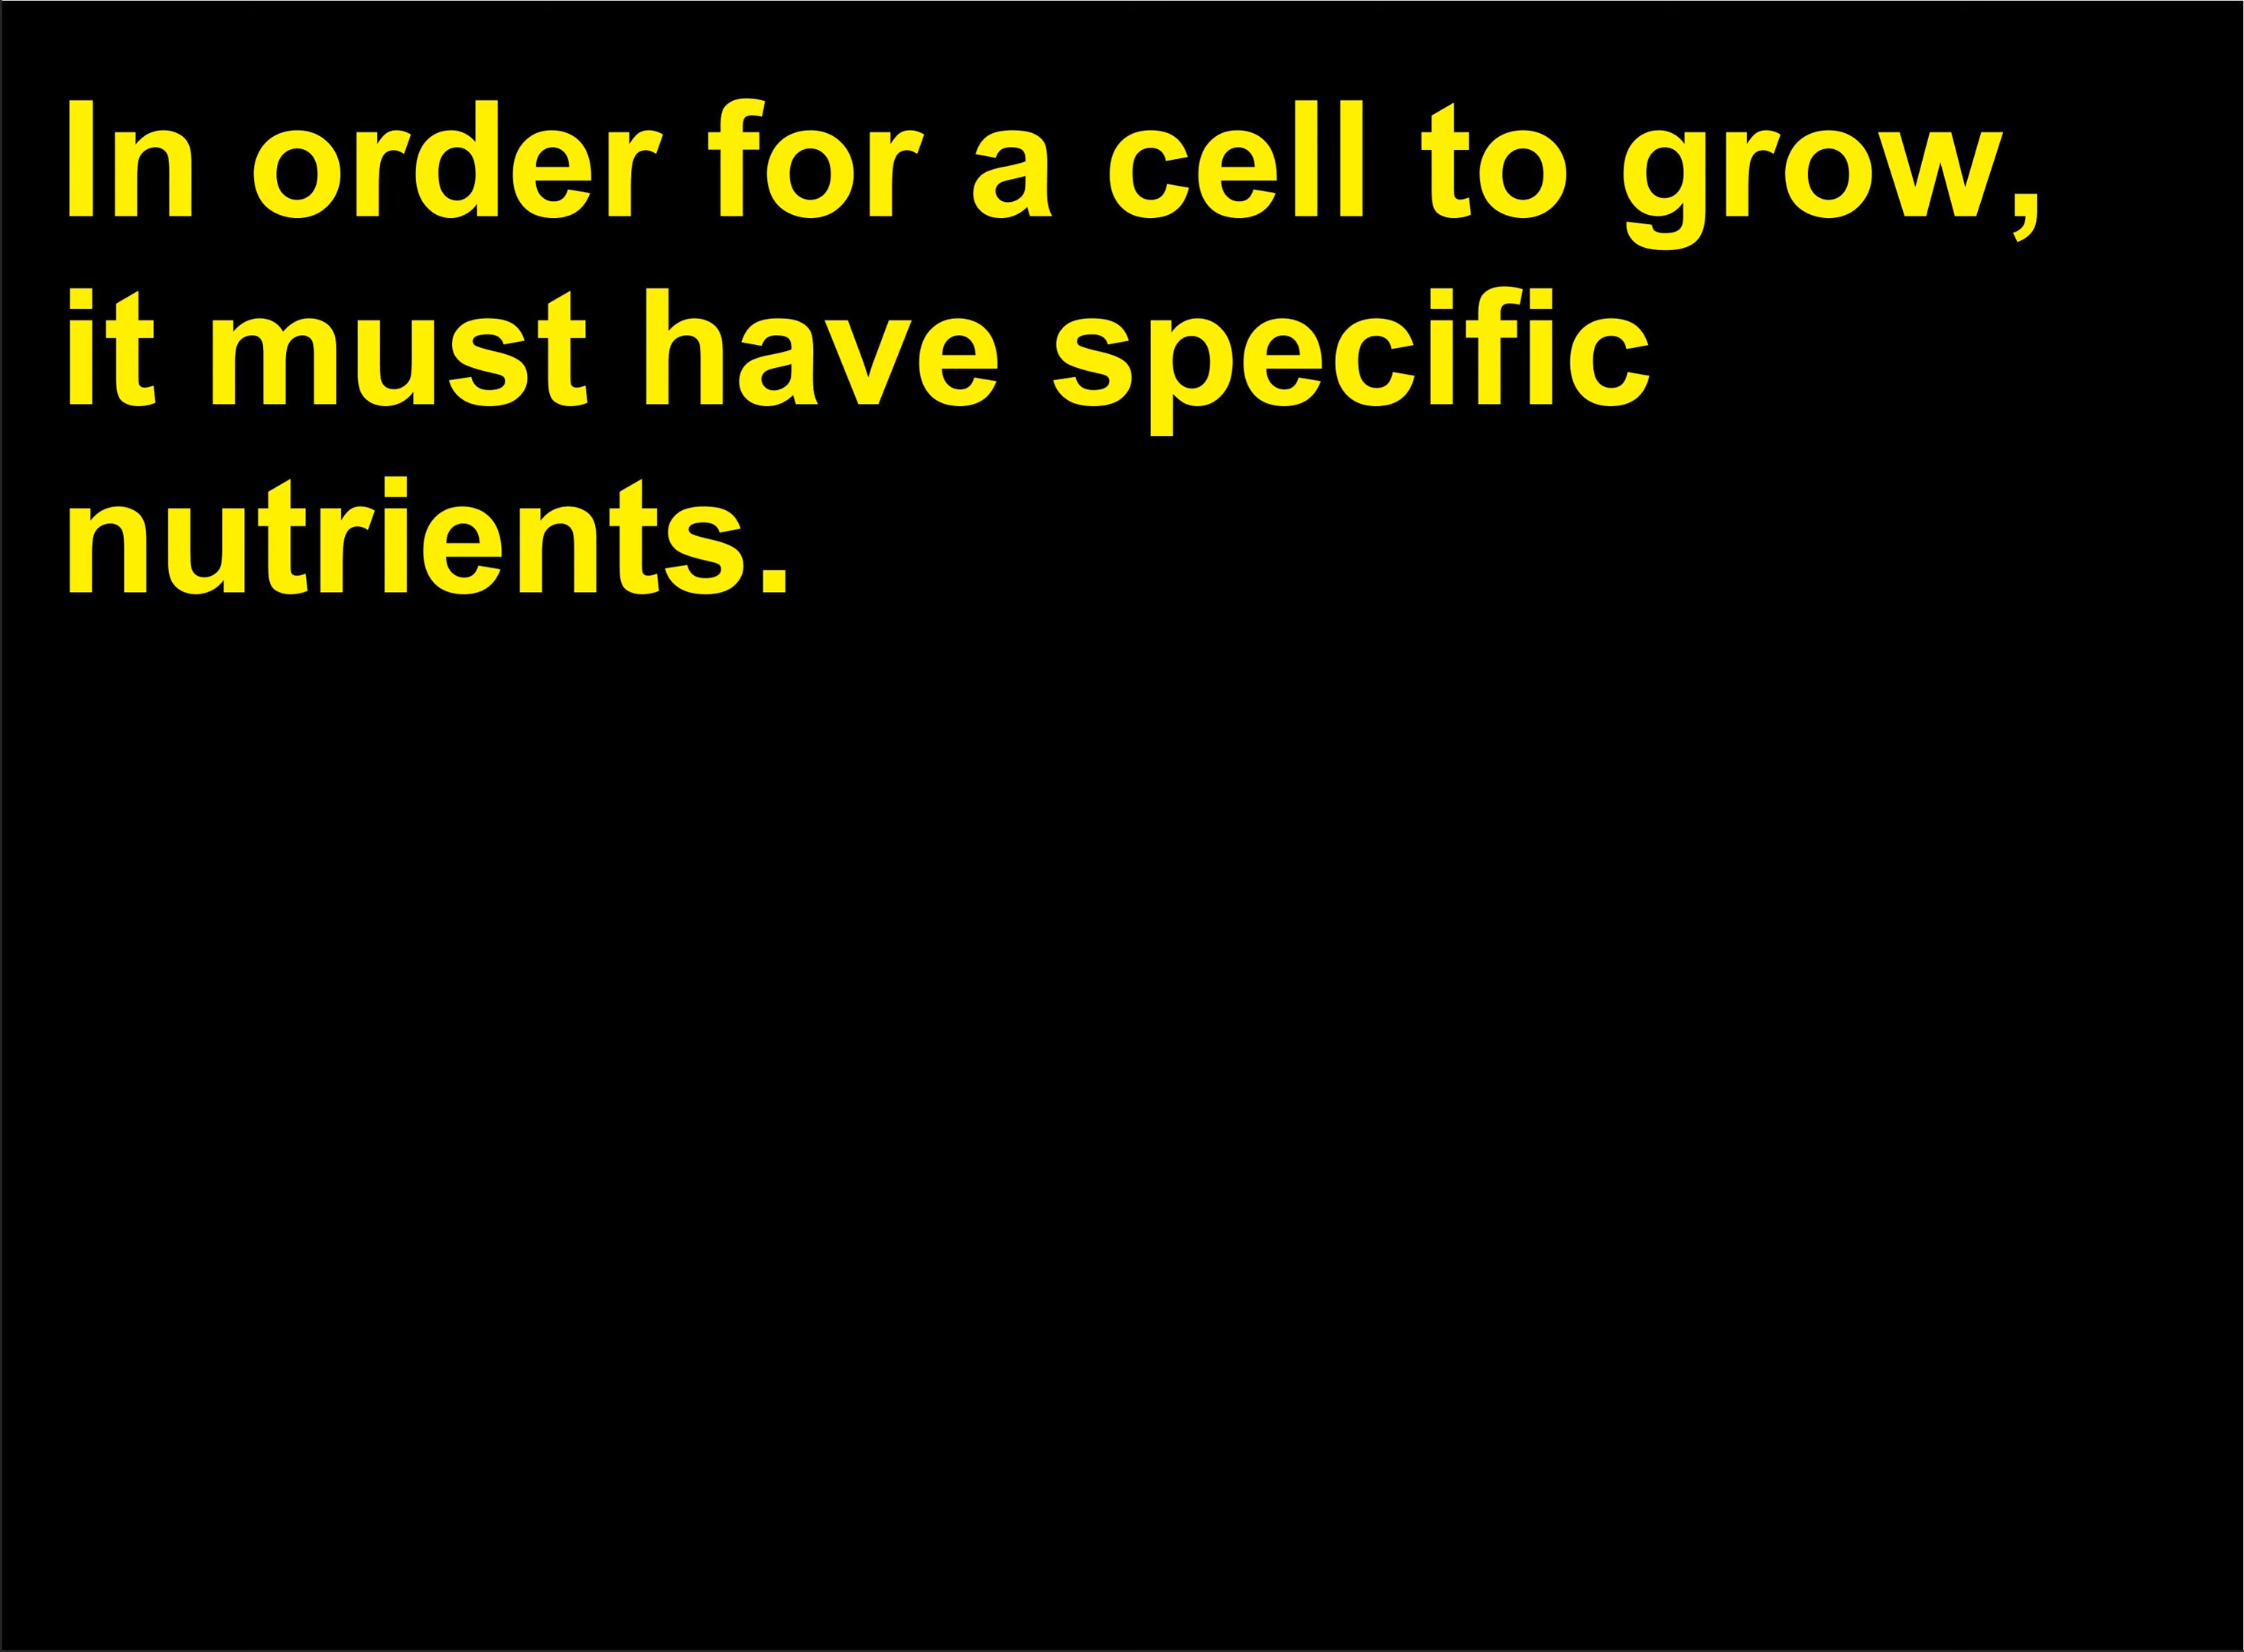 In order for a cell to grow,
it must have specific
nutrients.